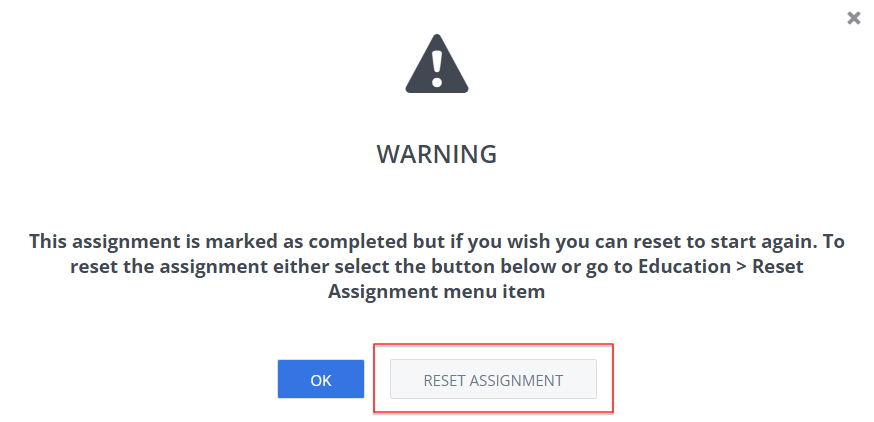 WARNING
This assignment is marked as completed but if you wish you can reset to start again. To
reset the assignment either select the button below or go to Education > Reset
Assignment menu item
OK
RESET ASSIGNMENT